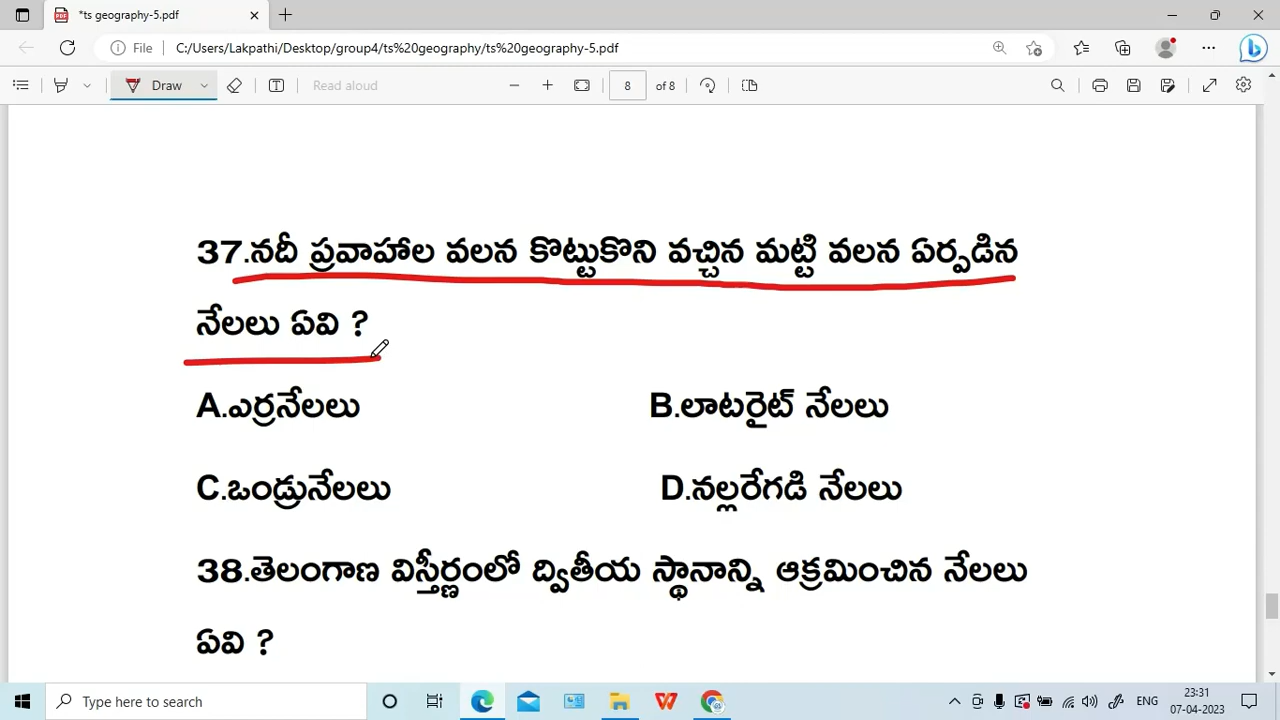 *ts geography-5.pdf
File C:/Users/Lakpathi/Desktop/group4/ts%20geography/ts%20geography-5.pdf
Draw Read aloud 8 of 8
37.నదీ ప్రవాహాల వలన కొట్టుకొని వచ్చిన మట్టి వలన ఏర్పడిన
నేలలు ఏవి ?
A.ఎర్రనేలలు B.లాటరైట్ నేలలు
C.ఒండ్రునేలలు D.నల్లరేగడి నేలలు
38.తెలంగాణ విస్తీర్ణంలో ద్వితీయ స్థానాన్ని ఆక్రమించిన నేలలు
ఏవి ?
Type here to search ENG 23:31
07-04-2023